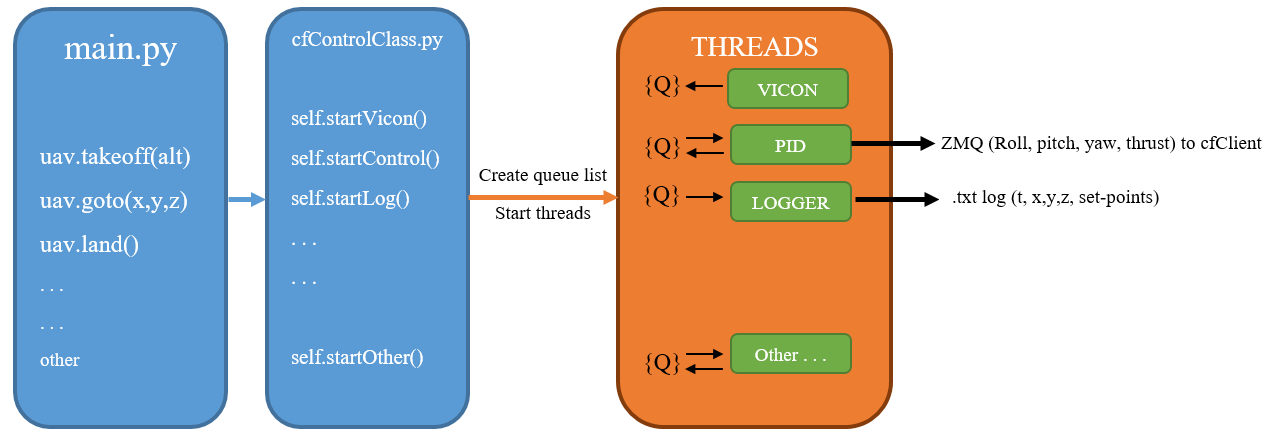 main.py
uav.takeoff(alt)
uav.goto(x,y,z)
uav.land()
. . .
. . .
other
cfControlClass.py
self.startVicon()
self.startControl()
self.startLog()
. . .
. . .
self.startOther()
Create queue list
Start threads
THREADS
{Q} VICON
{Q} PID
ZMQ (Roll, pitch, yaw, thrust) to cfClient
{Q} LOGGER
.txt log (t, x,y,z, set-points)
{Q} Other . . .